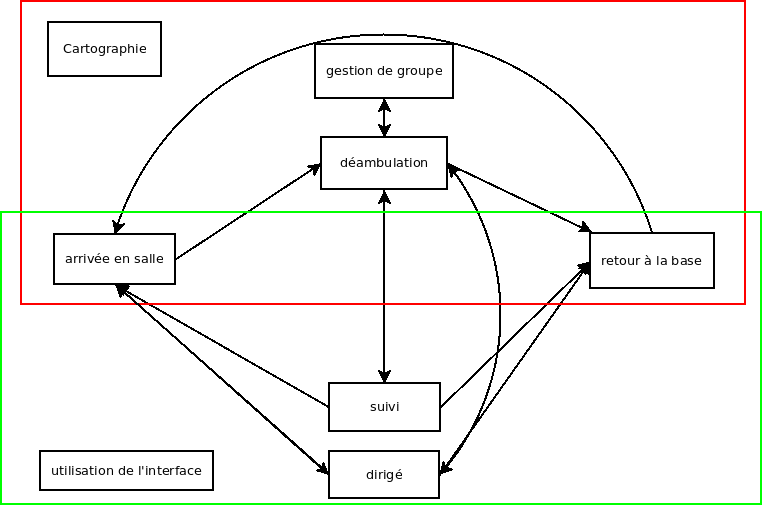 Cartographie
gestion de groupe
déambulation
arrivée en salle
retour à la base
suivi
utilisation de l'interface
dirigé